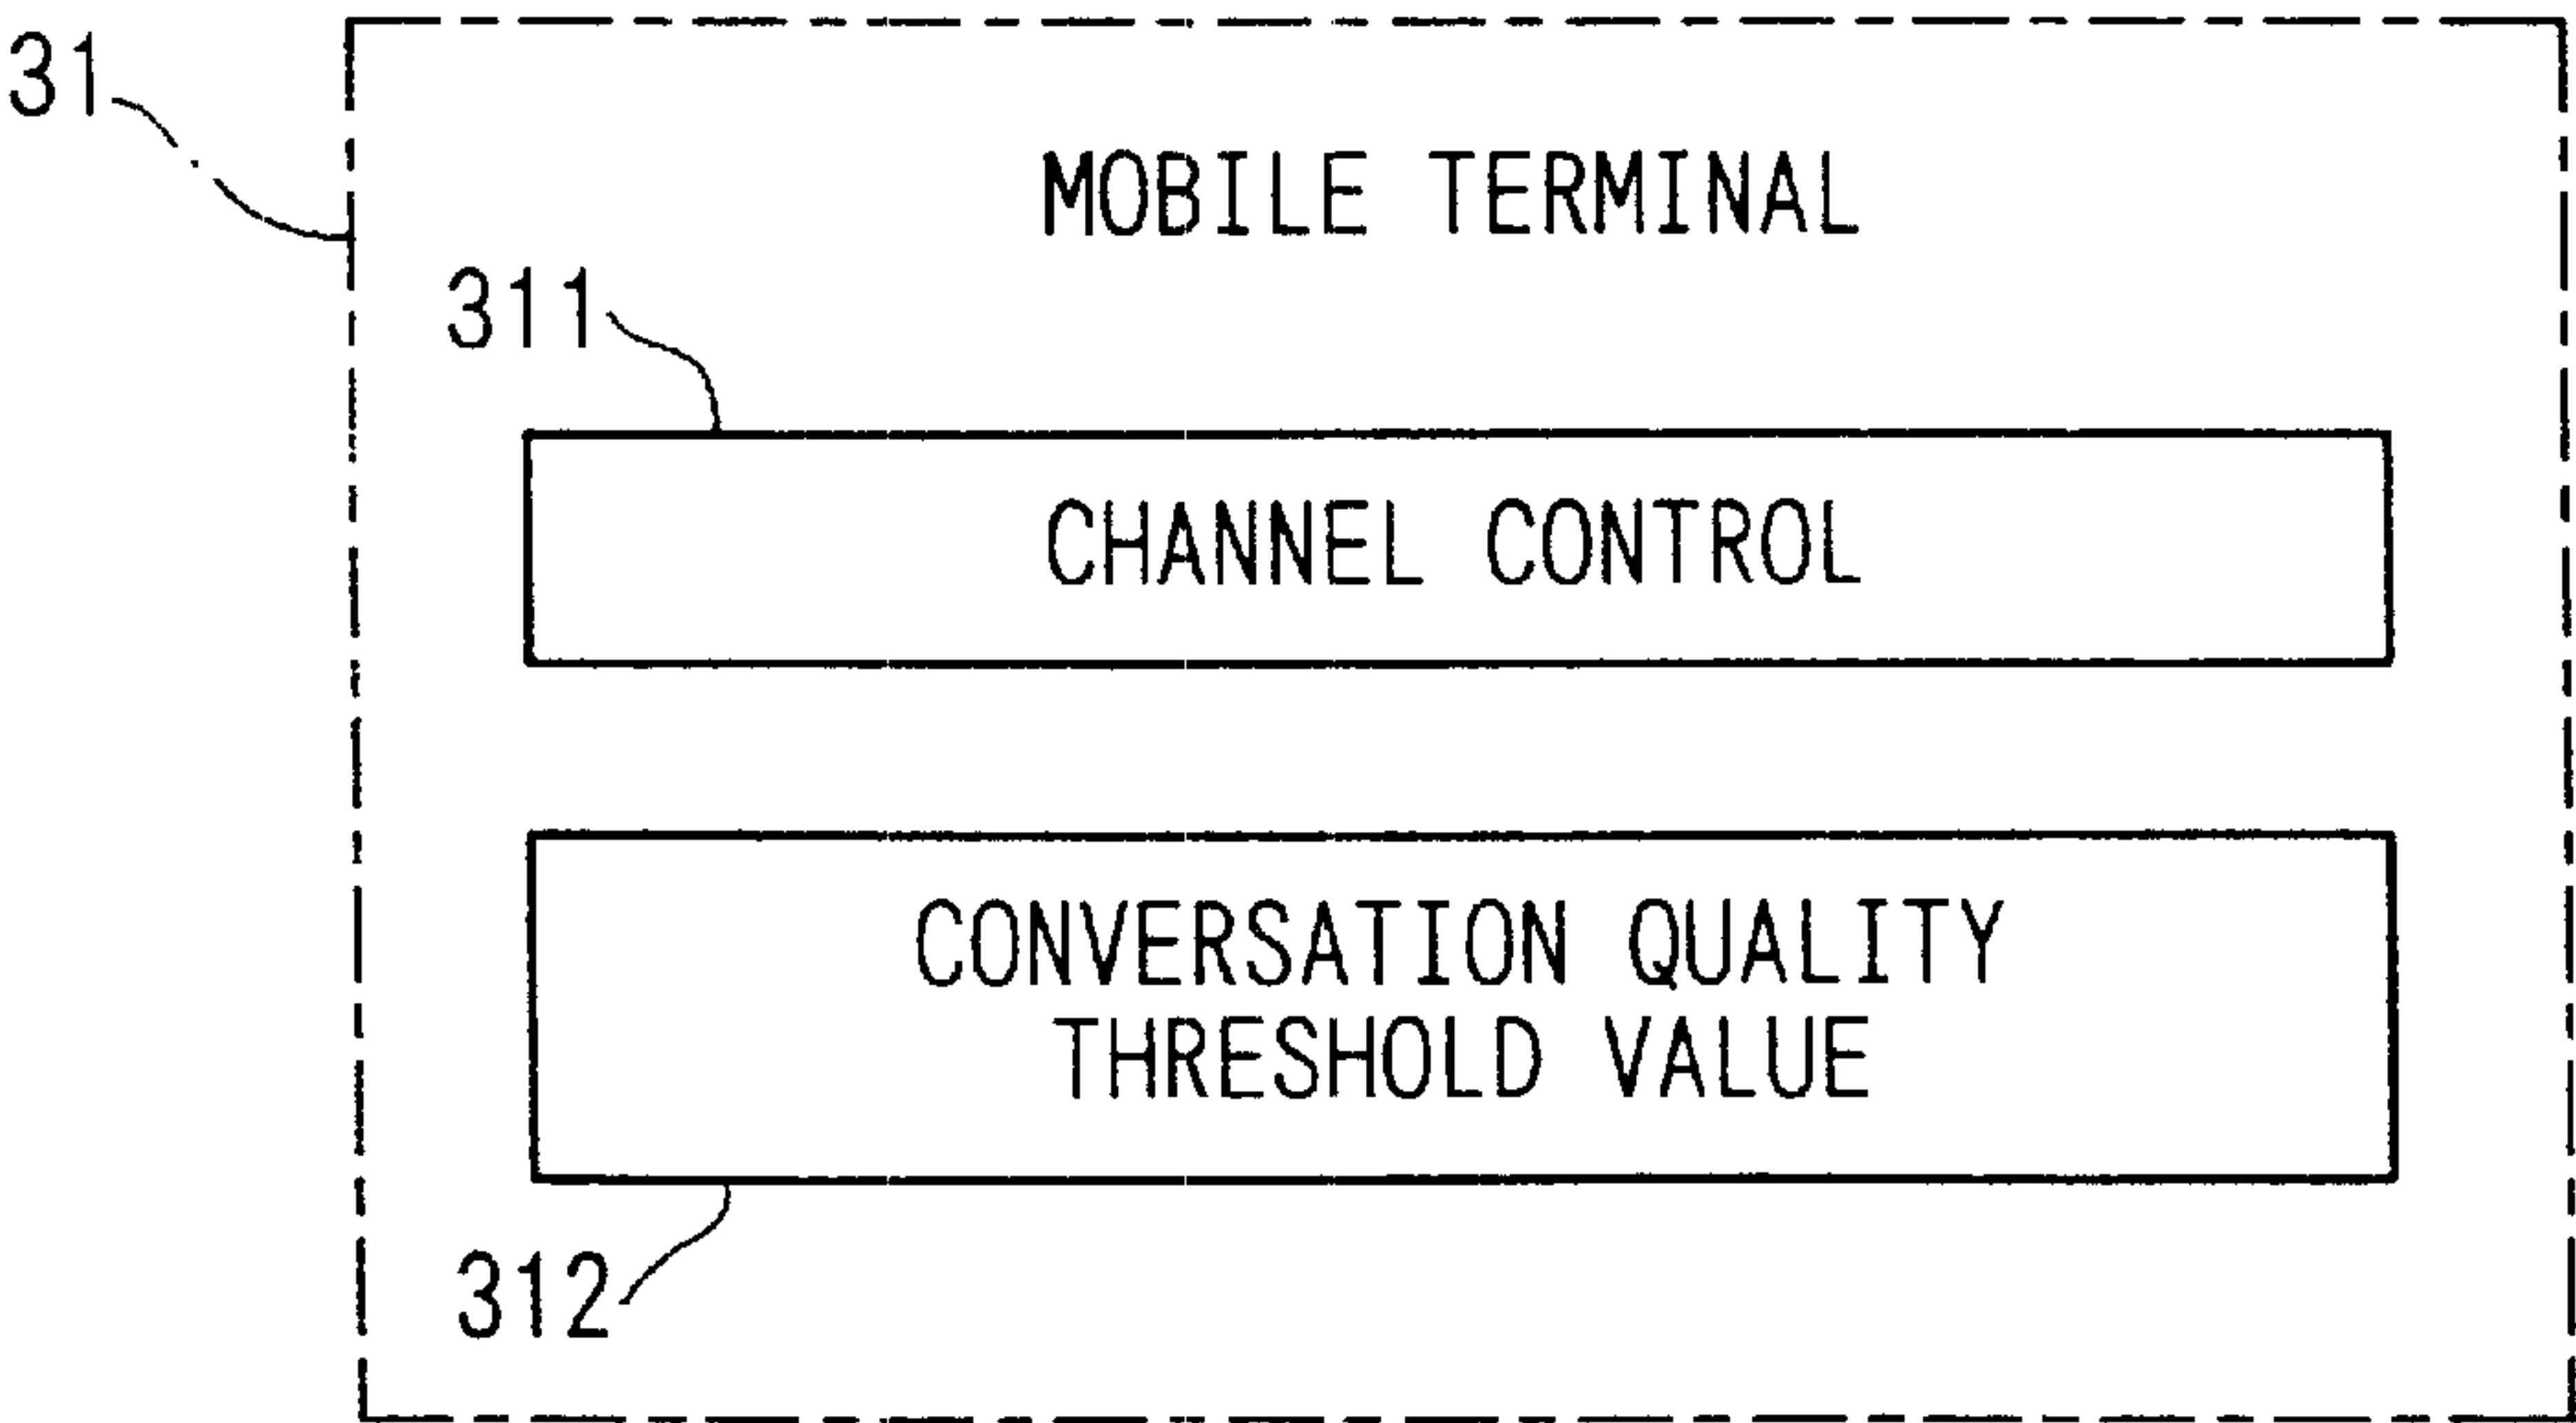 31
MOBILE TERMINAL
311
CHANNEL CONTROL
CONVERSATION QUALITY
THRESHOLD VALUE
312